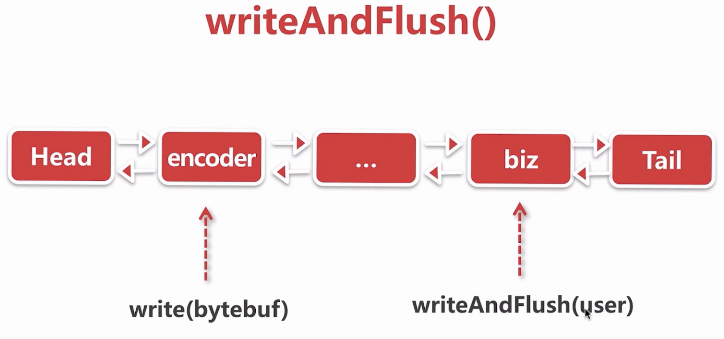 writeAndFlush()
Head
encoder
...
biz
Tail
write(bytebuf)
writeAndFlush(user)